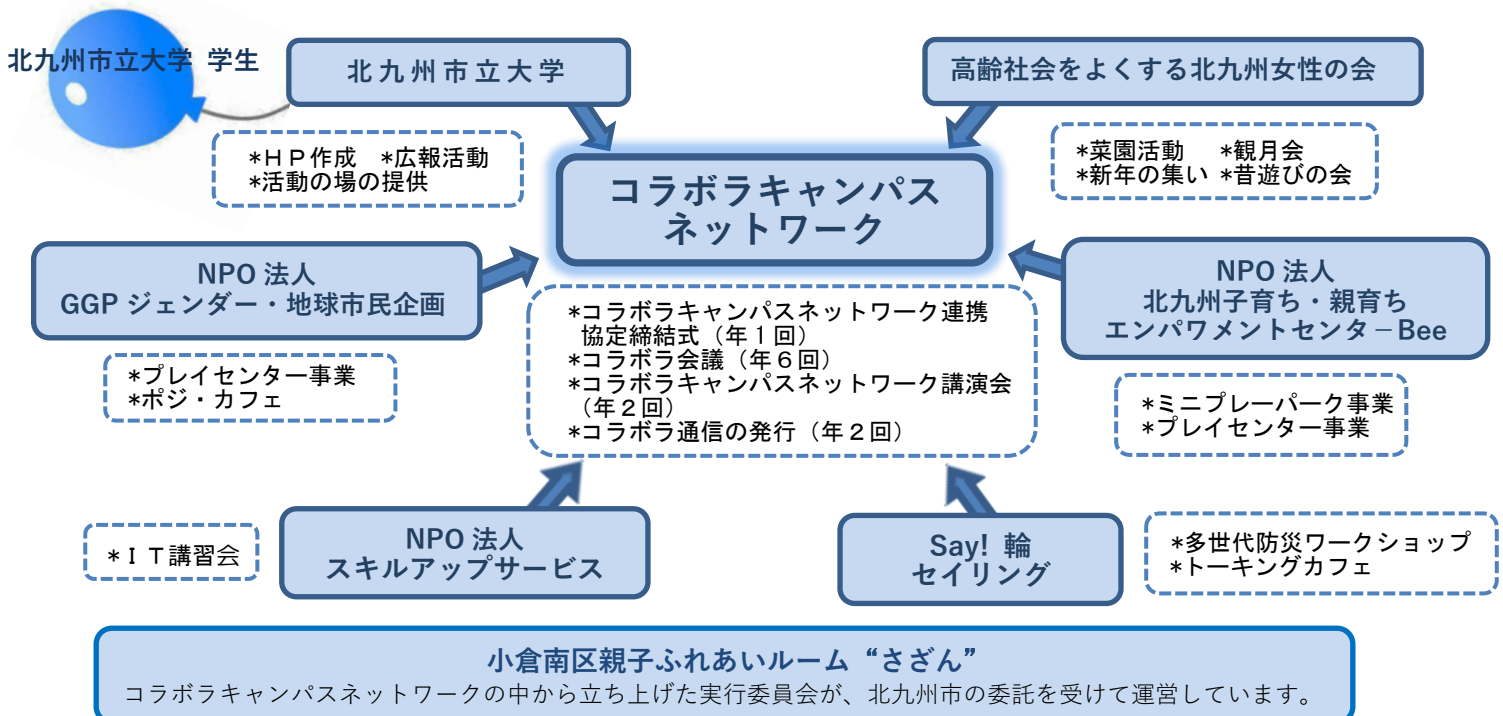 北九州市立大学 学生
北九州市立大学
高齢社会をよくする北九州女性の会
*HP作成 *広報活動
*活動の場の提供
*菜園活動 *観月会
*新年の集い *昔遊びの会
コラボラキャンパス
ネットワーク
NPO 法人
GGP ジェンダー・地球市民企画
NPO 法人
北九州子育ち・親育ち
エンパワメントセンタ－Bee
*コラボラキャンパスネットワーク連携
協定締結式（年１回）
*コラボラ会議（年６回）
*コラボラキャンパスネットワーク講演会
（年２回）
*コラボラ通信の発行（年２回）
*プレイセンター事業
*ポジ・カフェ
*ミニプレーパーク事業
*プレイセンター事業
*ＩＴ講習会
NPO 法人
スキルアップサービス
Say! 輪
セイリング
*多世代防災ワークショップ
*トーキングカフェ
小倉南区親子ふれあいルーム“さざん”
コラボラキャンパスネットワークの中から立ち上げた実行委員会が、北九州市の委託を受けて運営しています。